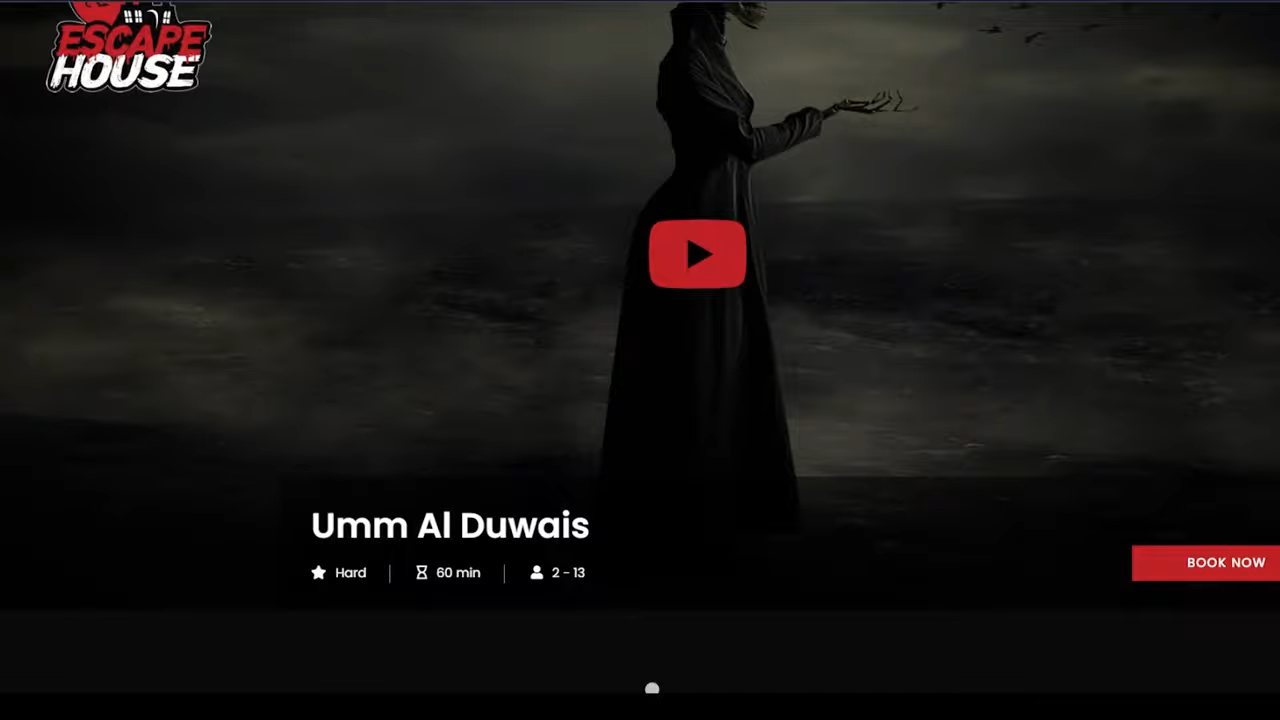 ESCAPE
HOUSE
Umm Al Duwais
Hard
60 min
2 - 13
BOOK NOW